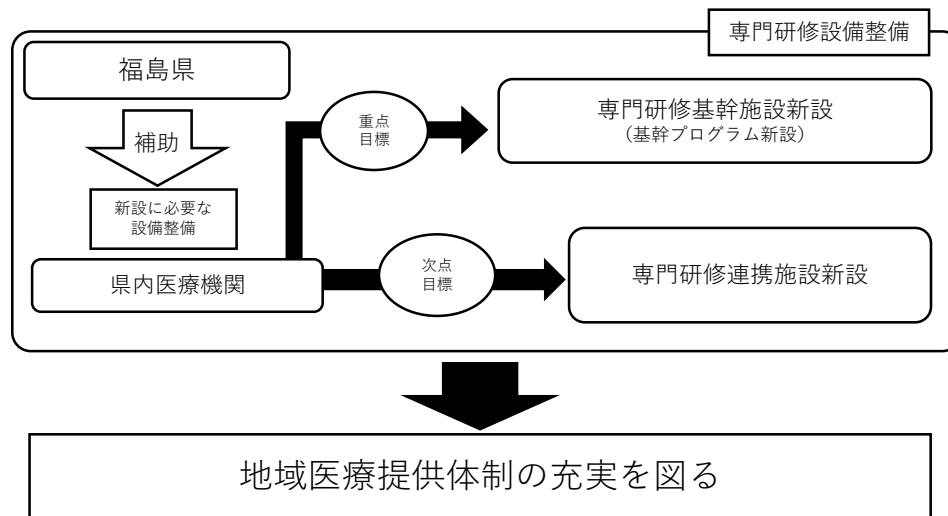 専門研修設備整備
福島県
補助
新設に必要な
設備整備
県内医療機関
重点
目標
専門研修基幹施設新設
(基幹プログラム新設)
次点
目標
専門研修連携施設新設
地域医療提供体制の充実を図る